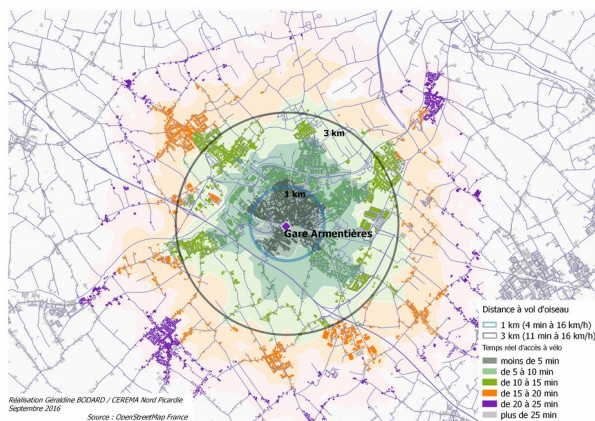 3 km
1 km
Gare Armentières
Distance à vol d'oiseau
1 km (4 min à 16 km/h)
3 km (11 min à 16 km/h)
Temps réel d'accès à vélo
moins de 5 min
de 5 à 10 min
de 10 à 15 min
de 15 à 20 min
de 20 à 25 min
plus de 25 min
Réalisation Géraldine BODARD / CEREMA Nord Picardie
Septembre 2016
Source : OpenStreetMap France